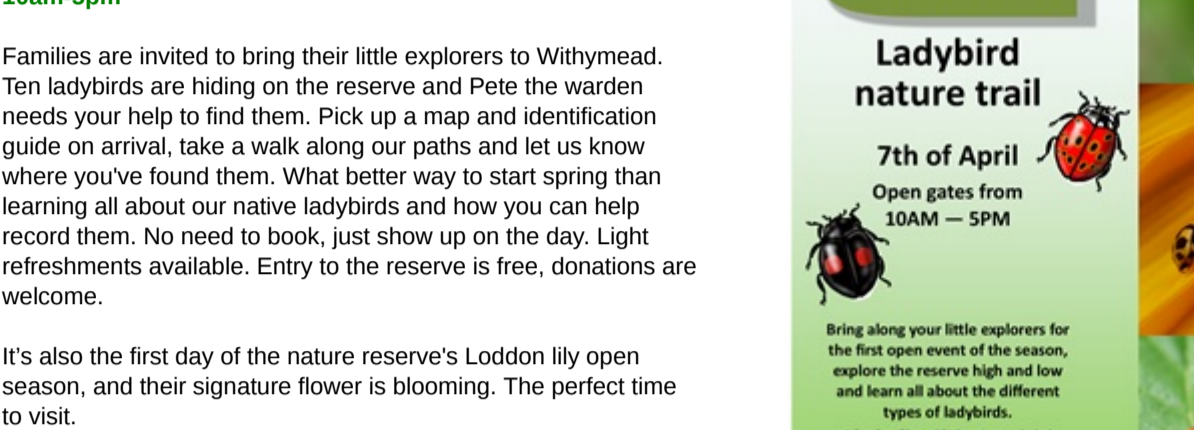 10am-5pm
Families are invited to bring their little explorers to Withymead.
Ten ladybirds are hiding on the reserve and Pete the warden
needs your help to find them. Pick up a map and identification
guide on arrival, take a walk along our paths and let us know
where you've found them. What better way to start spring than
learning all about our native ladybirds and how you can help
record them. No need to book, just show up on the day. Light
refreshments available. Entry to the reserve is free, donations are
welcome.
It’s also the first day of the nature reserve's Loddon lily open
season, and their signature flower is blooming. The perfect time
to visit.
Ladybird
nature trail
7th of April
Open gates from
10AM — 5PM
Bring along your little explorers for
the first open event of the season,
explore the reserve high and low
and learn all about the different
types of ladybirds.